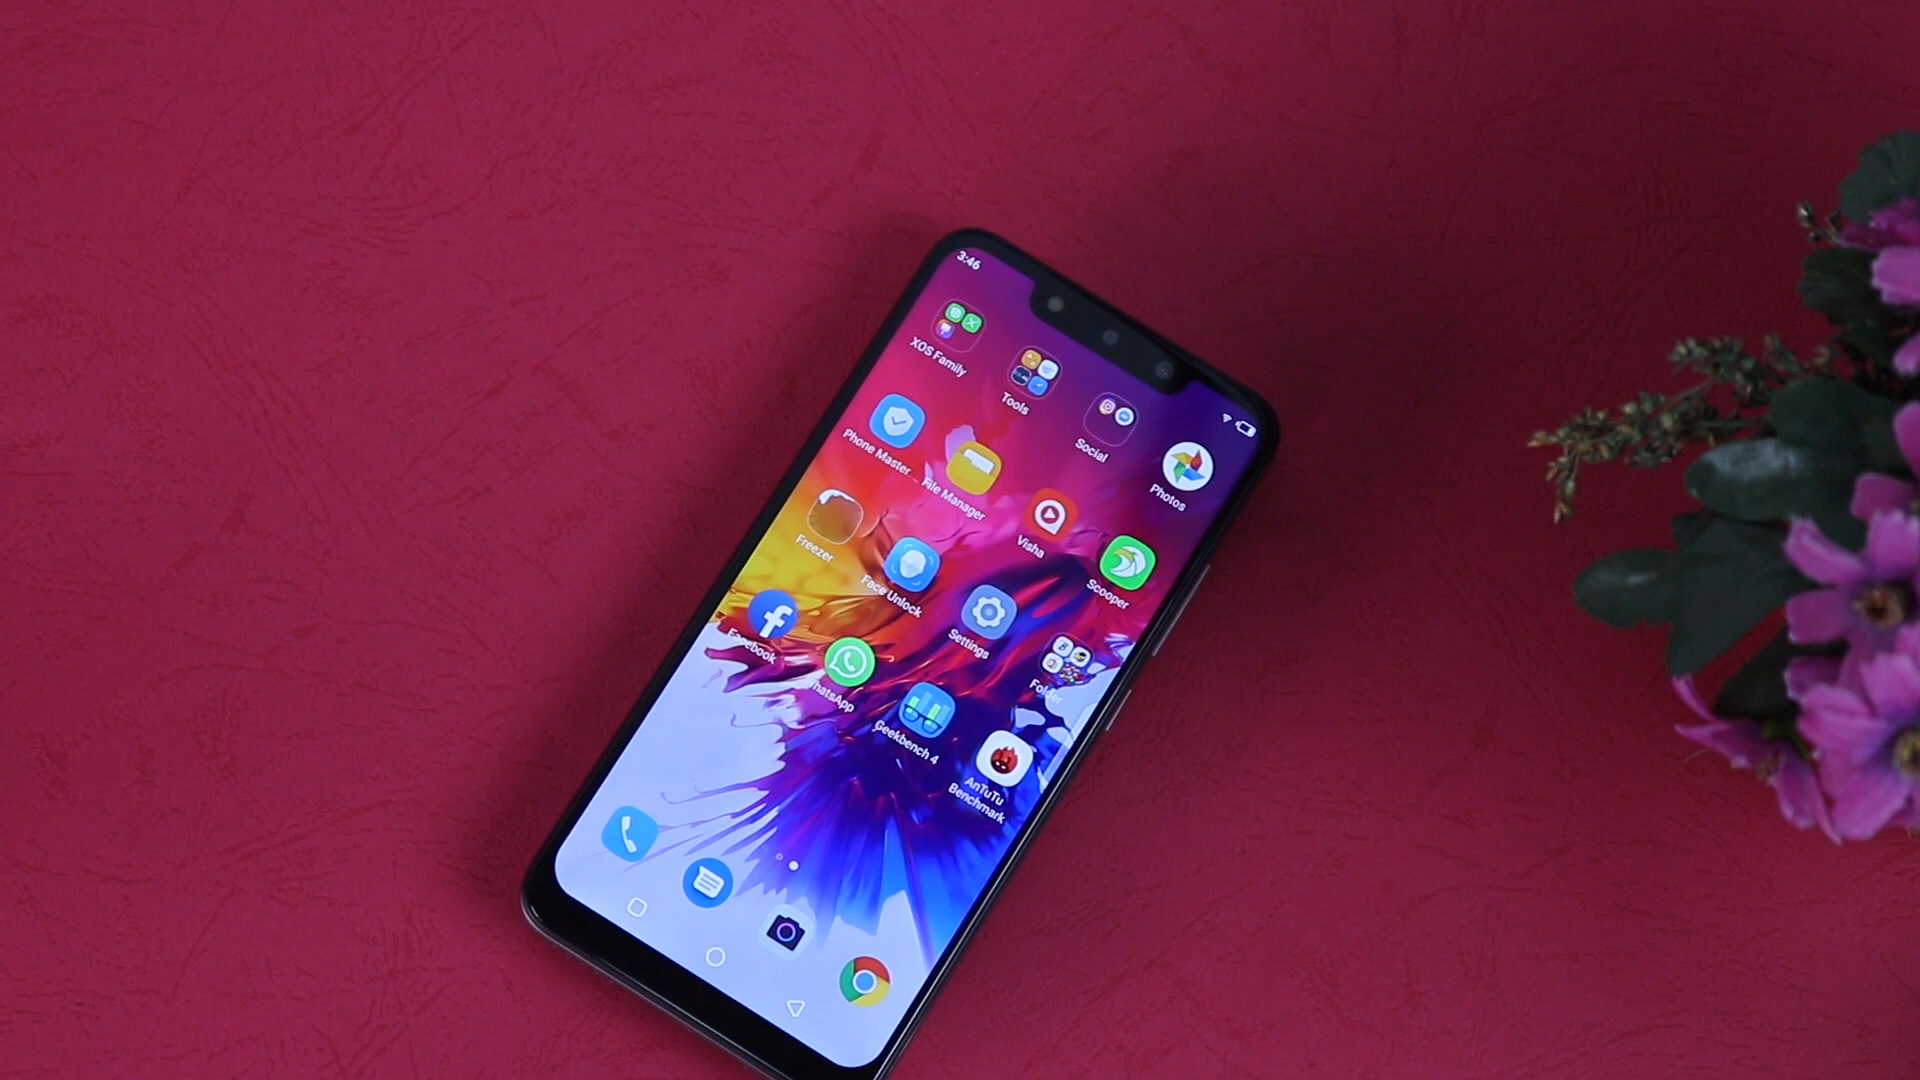 3:46
XOS Family
Tools
Social
Photos
Phone Master
File Manager
Visha
Scooper
Freezer
Face Unlock
Settings
Folder
Facebook
WhatsApp
Geekbench 4
AnTuTu
Benchmark